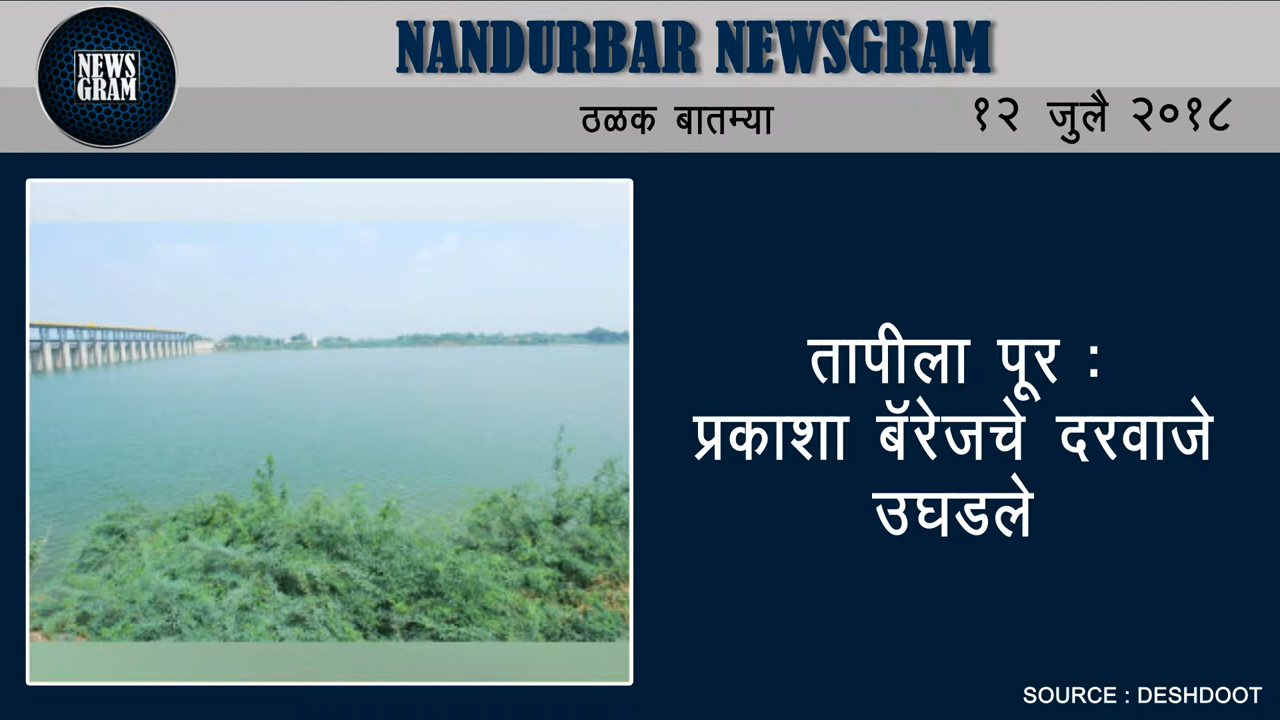 NEWS
GRAM
NANDURBAR NEWSGRAM
ठळक बातम्या
१२ जुलै २०१८
तापीला पूर :
प्रकाशा बॅरेजचे दरवाजे
उघडले
SOURCE : DESHDOOT